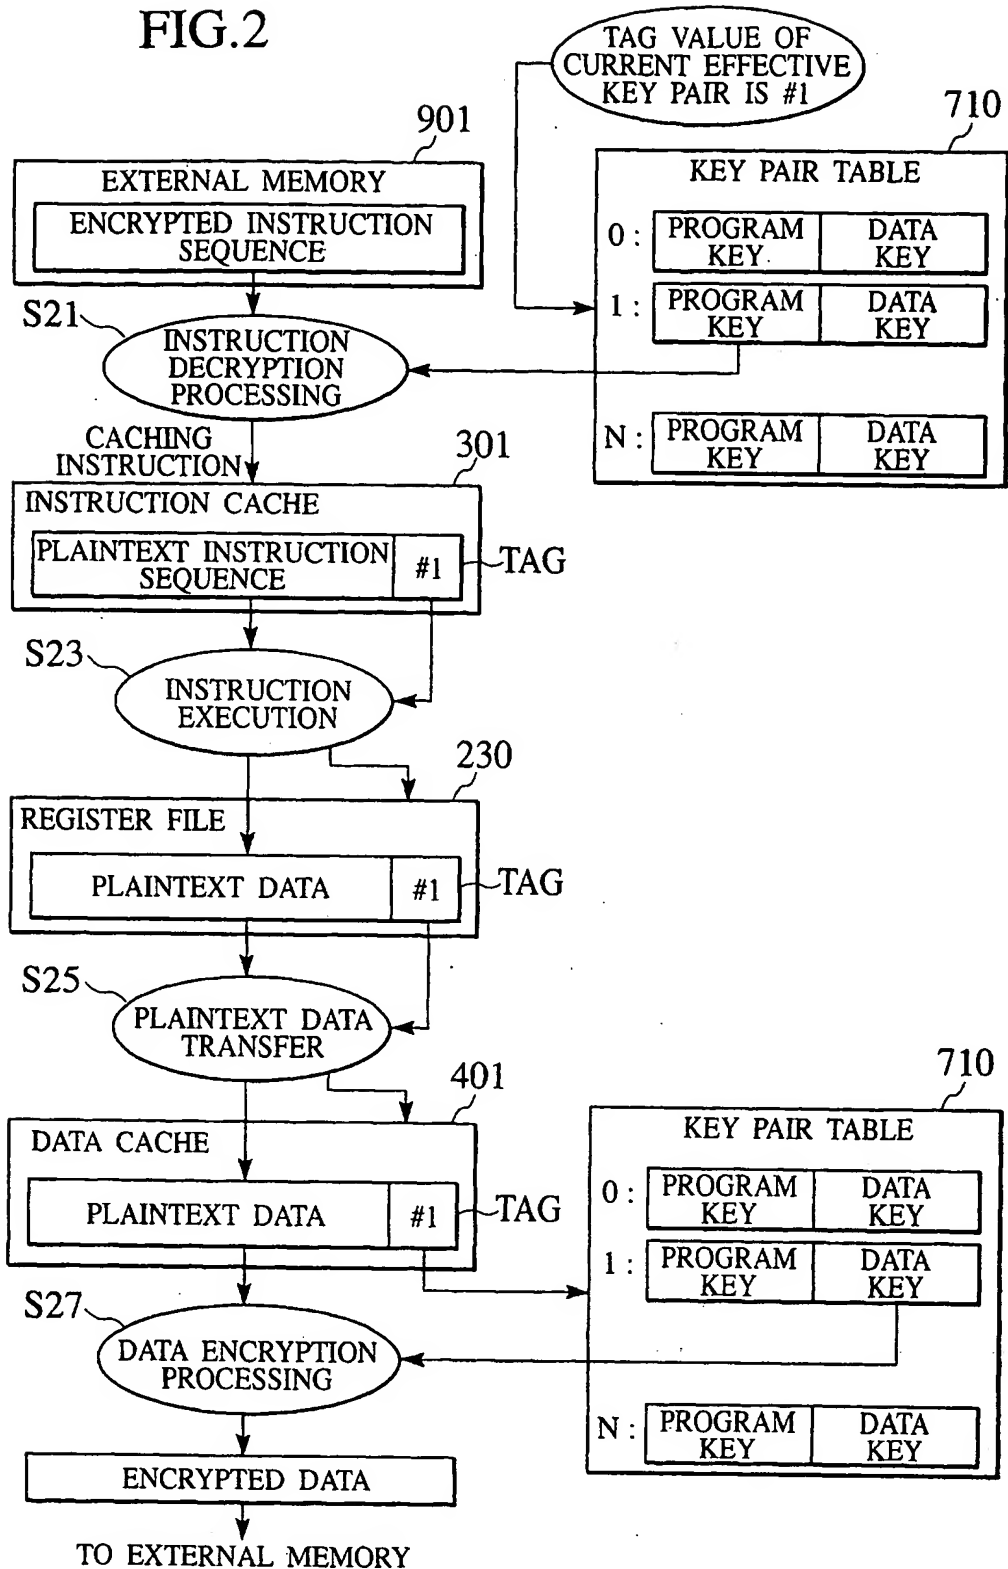 FIG.2
TAG VALUE OF
CURRENT EFFECTIVE
KEY PAIR IS #1
901
710
EXTERNAL MEMORY
ENCRYPTED INSTRUCTION
SEQUENCE
KEY PAIR TABLE
0 : PROGRAM KEY DATA KEY
1 : PROGRAM KEY DATA KEY
N : PROGRAM KEY DATA KEY
S21
INSTRUCTION
DECRYPTION
PROCESSING
CACHING
INSTRUCTION
301
INSTRUCTION CACHE
PLAINTEXT INSTRUCTION
SEQUENCE
#1
TAG
S23
INSTRUCTION
EXECUTION
230
REGISTER FILE
PLAINTEXT DATA
#1
TAG
S25
PLAINTEXT DATA
TRANSFER
401
DATA CACHE
PLAINTEXT DATA
#1
TAG
710
KEY PAIR TABLE
0 : PROGRAM KEY DATA KEY
1 : PROGRAM KEY DATA KEY
N : PROGRAM KEY DATA KEY
S27
DATA ENCRYPTION
PROCESSING
ENCRYPTED DATA
TO EXTERNAL MEMORY